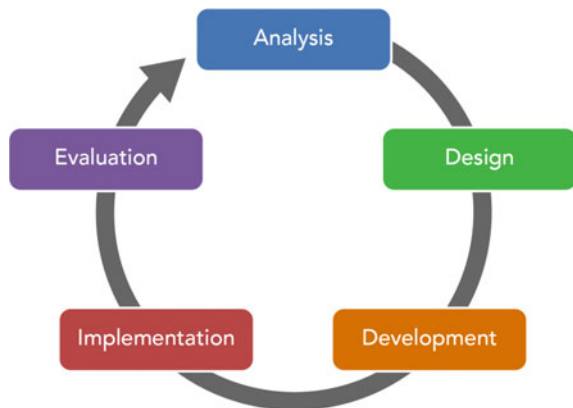 Analysis
Design
Development
Implementation
Evaluation